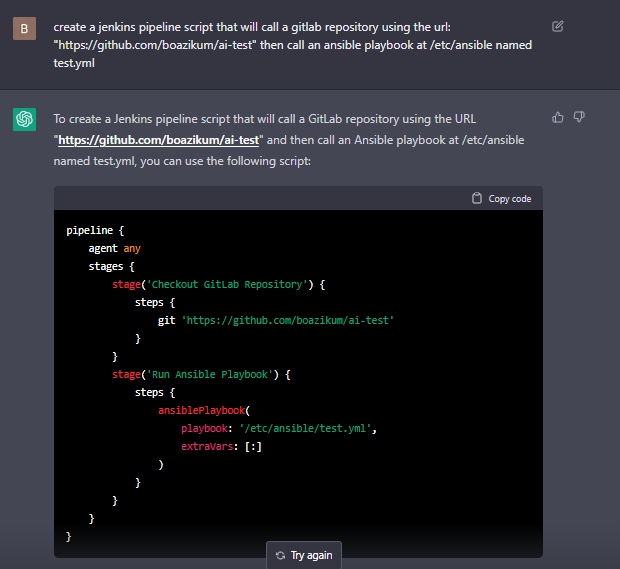 B
create a jenkins pipeline script that will call a gitlab repository using the url:
"https://github.com/boazikum/ai-test" then call an ansible playbook at /etc/ansible named
test.yml
To create a Jenkins pipeline script that will call a GitLab repository using the URL
"https://github.com/boazikum/ai-test" and then call an Ansible playbook at /etc/ansible
named test.yml, you can use the following script:
Copy code
pipeline {
    agent any
    stages {
        stage('Checkout GitLab Repository') {
            steps {
                git 'https://github.com/boazikum/ai-test'
            }
        }
        stage('Run Ansible Playbook') {
            steps {
                ansiblePlaybook(
                    playbook: '/etc/ansible/test.yml',
                    extraVars: [:]
                )
            }
        }
    }
}
Try again